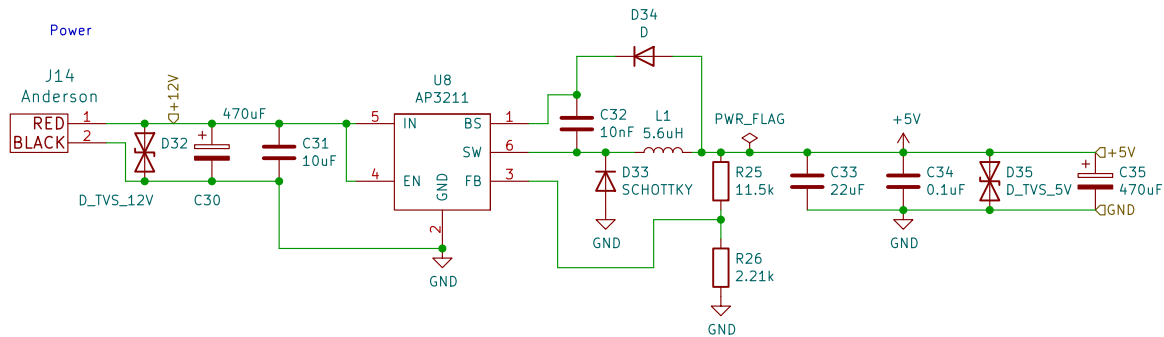 Power
J14
Anderson
RED 1
BLACK 2
D32
D_TVS_12V
+12V
470uF
+
C30
C31
10uF
U8
AP3211
5 IN
4 EN
GND
2
BS 1
SW 6
FB 3
GND
D34
D
C32
10nF
L1
5.6uH
D33
SCHOTTKY
GND
PWR_FLAG
R25
11.5k
R26
2.21k
GND
C33
22uF
+5V
C34
0.1uF
GND
D35
D_TVS_5V
+5V
+
C35
470uF
GND